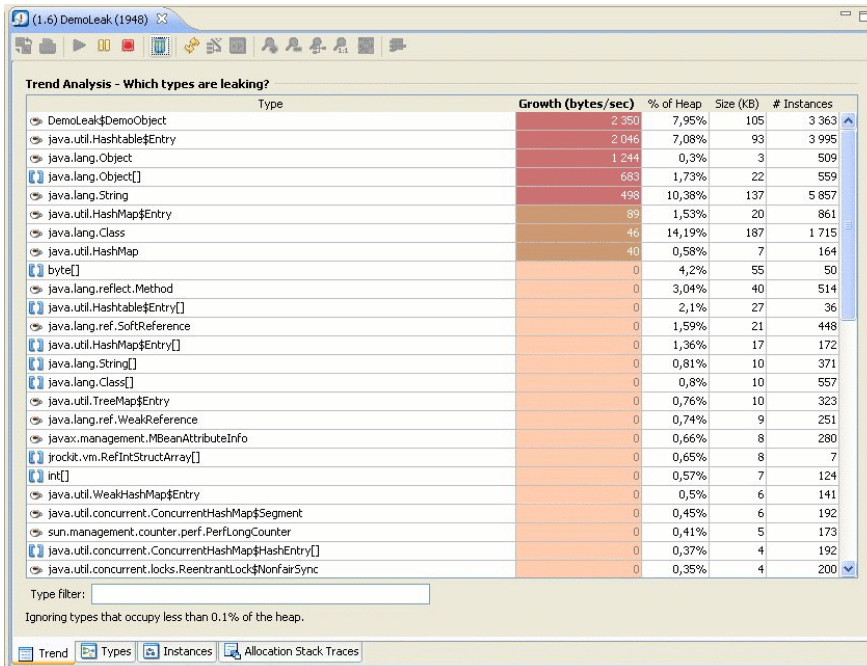 (1.6) DemoLeak (1948)
Trend Analysis - Which types are leaking?
Type Growth (bytes/sec) % of Heap Size (KB) # Instances
DemoLeak$DemoObject 2 350 7,95% 105 3 363
java.util.Hashtable$Entry 2 046 7,08% 93 3 995
java.lang.Object 1 244 0,3% 3 509
java.lang.Object[] 683 1,73% 22 559
java.lang.String 498 10,38% 137 5 857
java.util.HashMap$Entry 89 1,53% 20 861
java.lang.Class 46 14,19% 187 1 715
java.util.HashMap 40 0,58% 7 164
byte[] 0 4,2% 55 50
java.lang.reflect.Method 0 3,04% 40 514
java.util.Hashtable$Entry[] 0 2,1% 27 36
java.lang.ref.SoftReference 0 1,59% 21 448
java.util.HashMap$Entry[] 0 1,36% 17 172
java.lang.String[] 0 0,81% 10 371
java.lang.Class[] 0 0,8% 10 557
java.util.TreeMap$Entry 0 0,76% 10 323
java.lang.ref.WeakReference 0 0,74% 9 251
javax.management.MBeanAttributeInfo 0 0,66% 8 280
jrockit.vm.RefIntStructArray[] 0 0,65% 8 7
int[] 0 0,57% 7 124
java.util.WeakHashMap$Entry 0 0,5% 6 141
java.util.concurrent.ConcurrentHashMap$Segment 0 0,45% 6 192
sun.management.counter.perf.PerfLongCounter 0 0,41% 5 173
java.util.concurrent.ConcurrentHashMap$HashEntry[] 0 0,37% 4 192
java.util.concurrent.locks.ReentrantLock$NonfairSync 0 0,35% 4 200
Type filter:
Ignoring types that occupy less than 0.1% of the heap.
Trend Types Instances Allocation Stack Traces